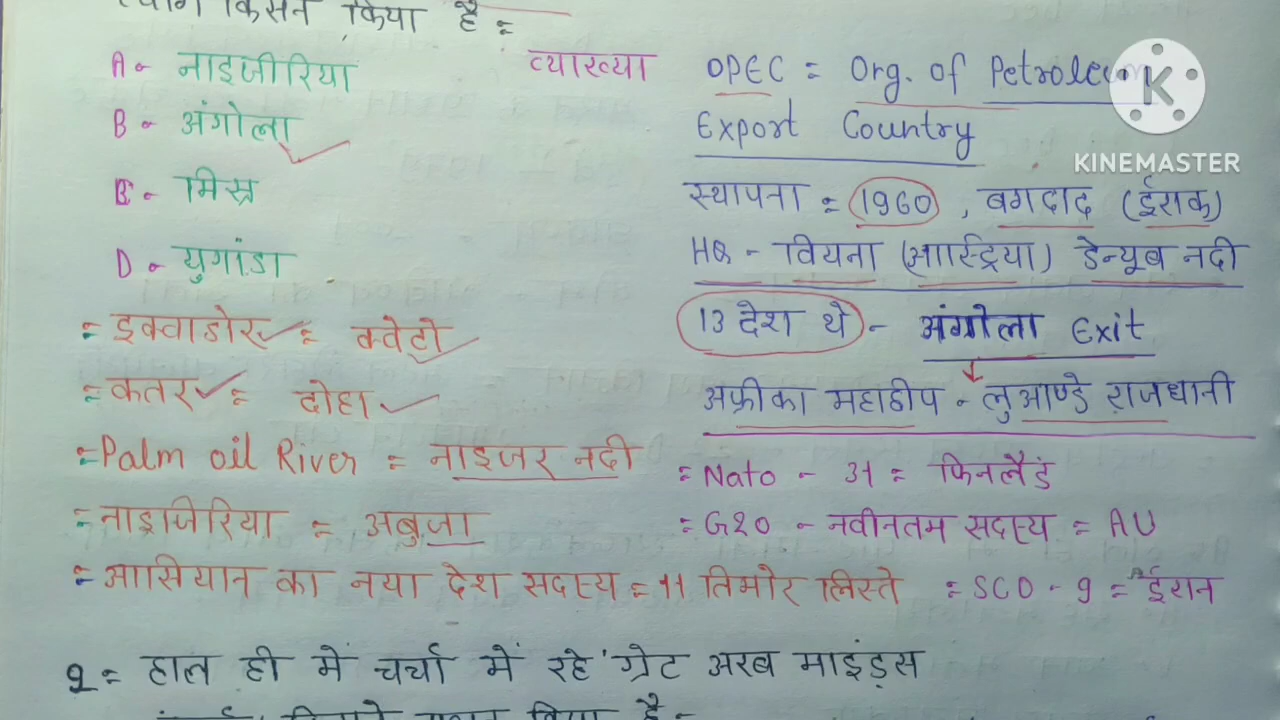 किसने किया है =
A- नाइजीरिया
B- अंगोला
C- मिस्र
D- युगांडा
= इक्वाडोर = क्वेटो
= कतर = दोहा
= Palm oil River = नाइजर नदी
= नाइजिरिया = अबुजा
= आसियान का नया देश सदस्य = 11 तिमोर लिस्ते
व्याख्या OPEC = Org. of Petroleum
Export Country
स्थापना = 1960, बगदाद (ईराक)
HQ - वियना (आस्ट्रिया) डेन्यूब नदी
13 देश थे - अंगोला Exit
अफ्रीका महाद्वीप - लुआण्डे राजधानी
= Nato - 31 = फिनलैंड
= G20 - नवीनतम सदस्य = AU
= SCO - 9 = ईरान
2= हाल ही में चर्चा में रहे 'ग्रेट अरब माइंड्स
KINEMASTER